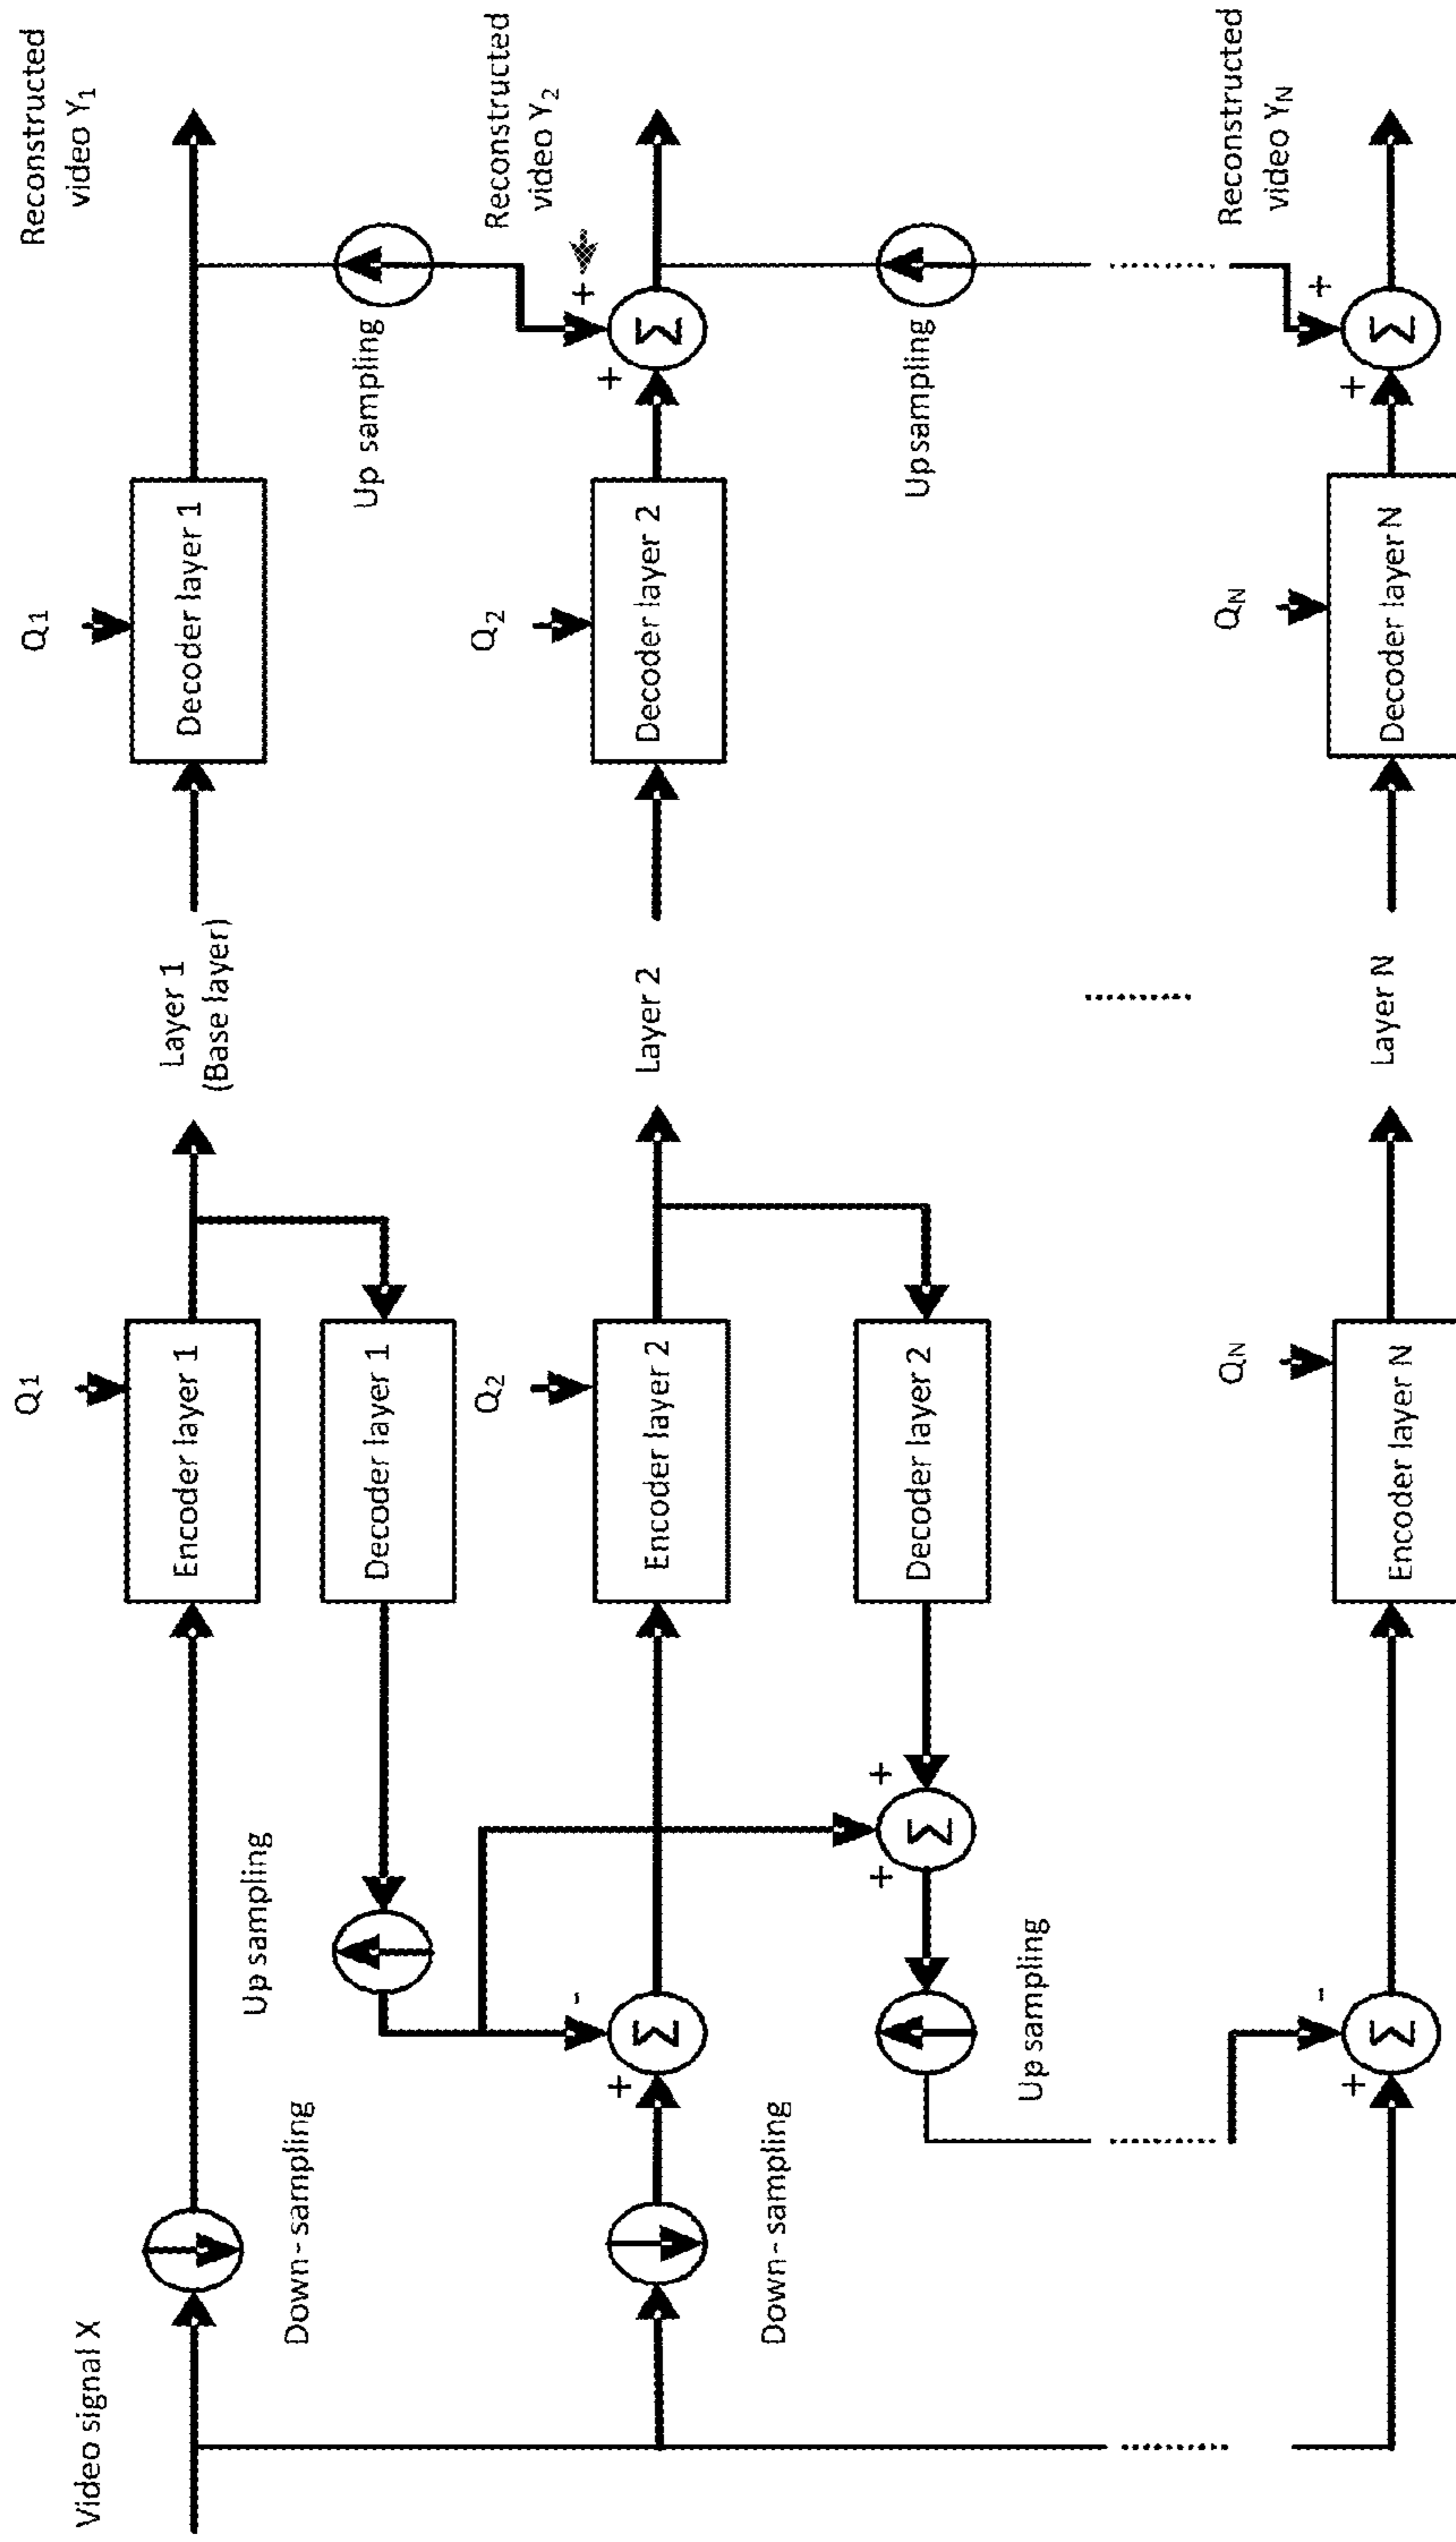 Video signal X
Down- sampling
Up sampling
Q1
Encoder layer 1
Decoder layer 1
Layer 1
(Base layer)
Q1
Decoder layer 1
Reconstructed
video Y1
Up sampling
Down- sampling
+
-
Σ
Q2
Encoder layer 2
Layer 2
Q2
Decoder layer 2
+
+
Σ
Reconstructed
video Y2
Decoder layer 2
+
+
Σ
Up sampling
Up sampling
+
-
Σ
QN
Encoder layer N
Layer N
QN
Decoder layer N
+
+
Σ
Reconstructed
video YN